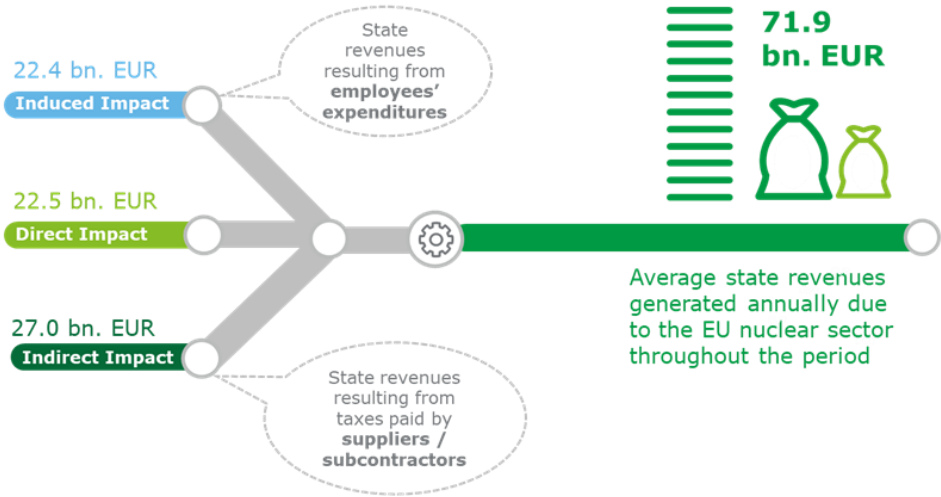 State
revenues
resulting from
employees'
expenditures
22.4 bn. EUR
Induced Impact
22.5 bn. EUR
Direct Impact
27.0 bn. EUR
Indirect Impact
State revenues
resulting from
taxes paid by
suppliers /
subcontractors
71.9
bn. EUR
Average state revenues
generated annually due
to the EU nuclear sector
throughout the period